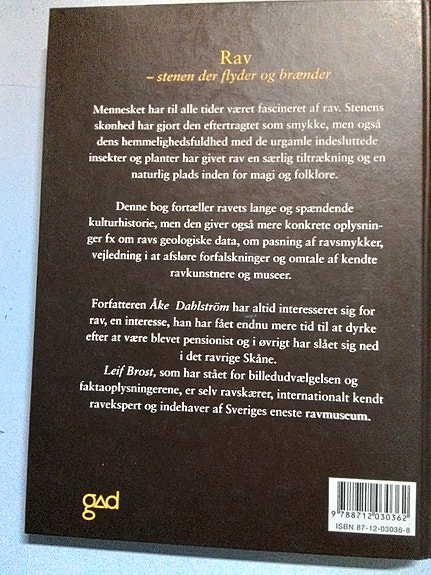 Rav
– stenen der flyder og brænder
Mennesket har til alle tider været fascineret af rav. Stenens
skønhed har gjort den eftertragtet som smykke, men også
dens hemmelighedsfuldhed med de urgamle indesluttede
insekter og planter har givet rav en særlig tiltrækning og en
naturlig plads inden for magi og folklore.
Denne bog fortæller ravets lange og spændende
kulturhistorie, men den giver også mere konkrete oplysnin-
ger fx om ravs geologiske data, om pasning af ravsmykker,
vejledning i at afsløre forfalskninger og omtale af kendte
ravkunstnere og museer.
Forfatteren Åke Dahlström har altid interesseret sig for
rav, en interesse, han har fået endnu mere tid til at dyrke
efter at være blevet pensionist og i øvrigt har slået sig ned
i det ravrige Skåne.
Leif Brost, som har stået for billedudvælgelsen og
faktaoplysningerene, er selv ravskærer, internationalt kendt
ravekspert og indehaver af Sveriges eneste ravmuseum.
gad
9 788712 030362
ISBN 87-12-03036-8